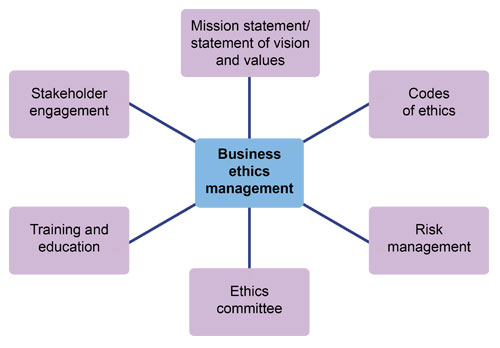 Mission statement/
statement of vision
and values
Stakeholder
engagement
Codes
of ethics
Business
ethics
management
Training and
education
Risk
management
Ethics
committee